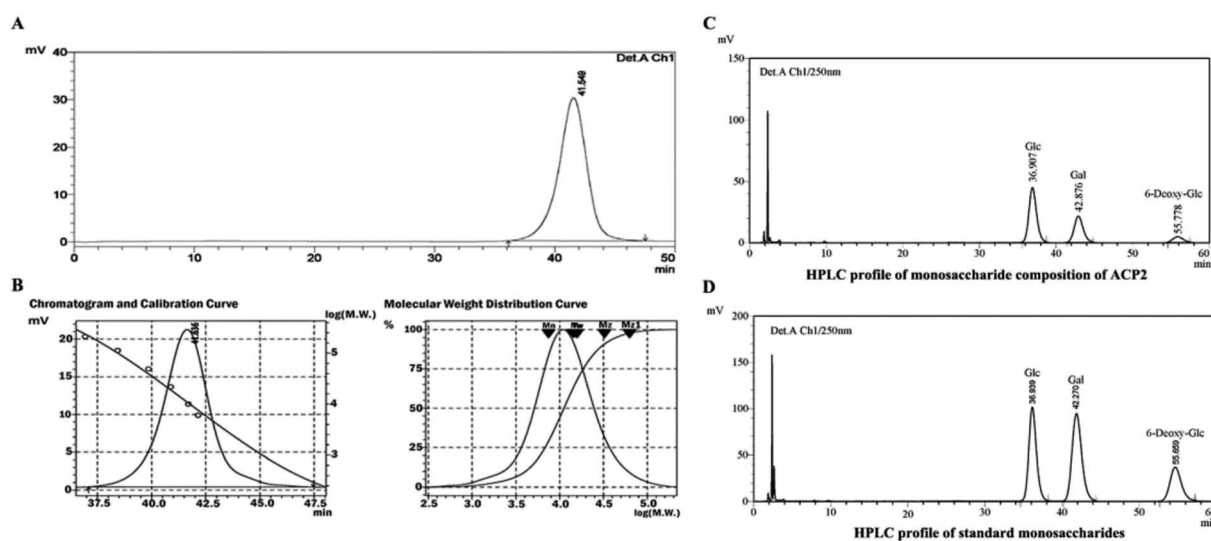 A
mV
40
30
20
10
0
Det.A Ch1
41.549
0
10
20
30
40
50
min
B
Chromatogram and Calibration Curve
mV
log(M.W.)
20
15
10
5
0
5
4
3
37.5
40.0
42.5
45.0
47.5
min
Molecular Weight Distribution Curve
%
100
75
50
25
0
Mn
Mz
Mz1
2.5
3.0
3.5
4.0
4.5
5.0
log(M.W.)
C
mV
150
100
50
0
Det.A Ch1/250nm
Glc
36.907
Gal
42.876
6-Deoxy-Glc
55.778
0
10
20
30
40
50
60
min
HPLC profile of monosaccharide composition of ACP2
D
mV
200
150
100
50
0
Det.A Ch1/250nm
Glc
36.939
Gal
42.270
6-Deoxy-Glc
55.659
0
10
20
30
40
50
HPLC profile of standard monosaccharides